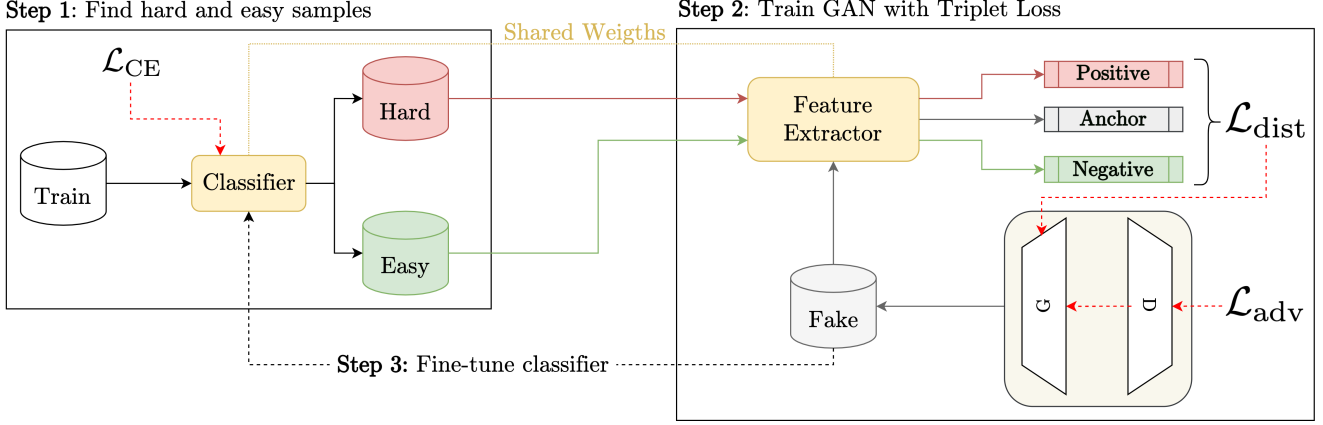 Step 1: Find hard and easy samples
Step 2: Train GAN with Triplet Loss
Shared Weigths
ℒCE
Train
Classifier
Hard
Easy
Feature
Extractor
Positive
Anchor
Negative
ℒdist
Fake
G
D
ℒadv
Step 3: Fine-tune classifier